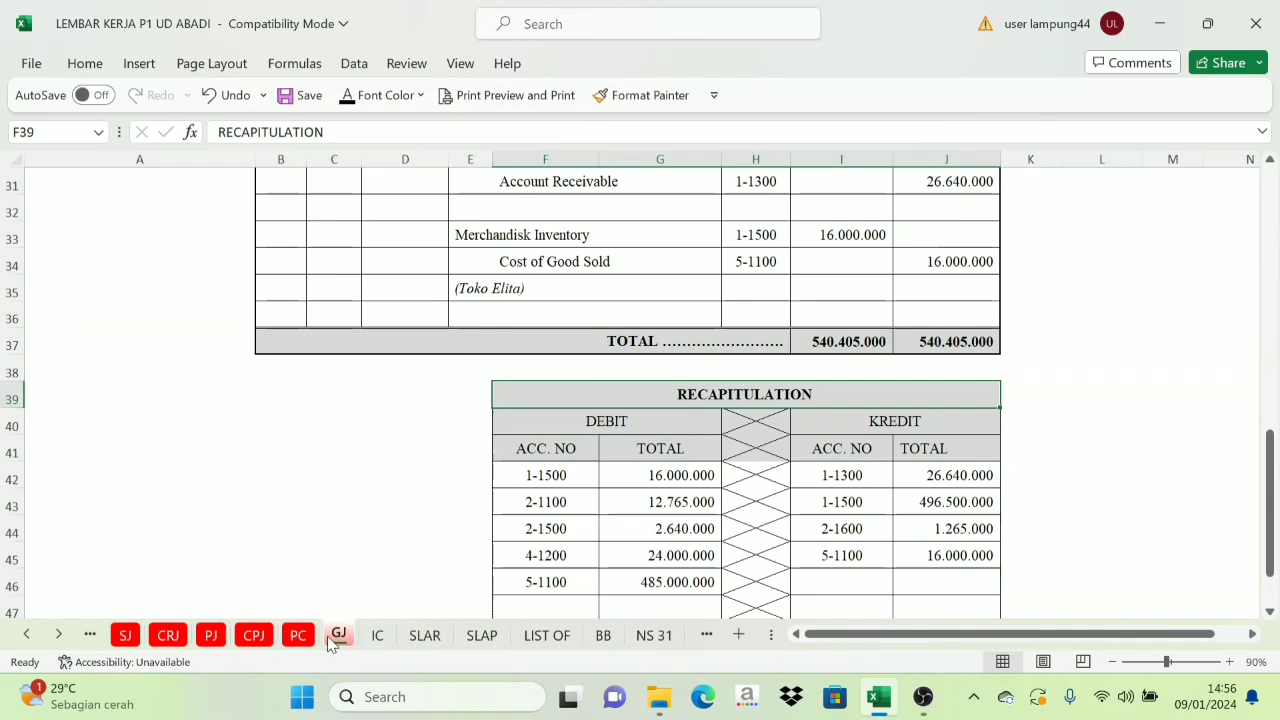 LEMBAR KERJA P1 UD ABADI - Compatibility Mode
Search
user lampung44
UL
File Home Insert Page Layout Formulas Data Review View Help
Comments
Share
AutoSave Off Redo Undo Save Font Color Print Preview and Print Format Painter
F39
fx RECAPITULATION
A B C D E F G H I J K L M N
31 Account Receivable 1-1300 26.640.000
32
33 Merchandisk Inventory 1-1500 16.000.000
34 Cost of Good Sold 5-1100 16.000.000
35 (Toko Elita)
36
37 TOTAL ......................... 540.405.000 540.405.000
38
39 RECAPITULATION
40 DEBIT KREDIT
41 ACC. NO TOTAL ACC. NO TOTAL
42 1-1500 16.000.000 1-1300 26.640.000
43 2-1100 12.765.000 1-1500 496.500.000
44 2-1500 2.640.000 2-1600 1.265.000
45 4-1200 24.000.000 5-1100 16.000.000
46 5-1100 485.000.000
47
SJ CRJ PJ CPJ PC GJ IC SLAR SLAP LIST OF BB NS 31
Ready Accessibility: Unavailable 90%
1 29°C
Sebagian cerah
Search
a
14:56
09/01/2024